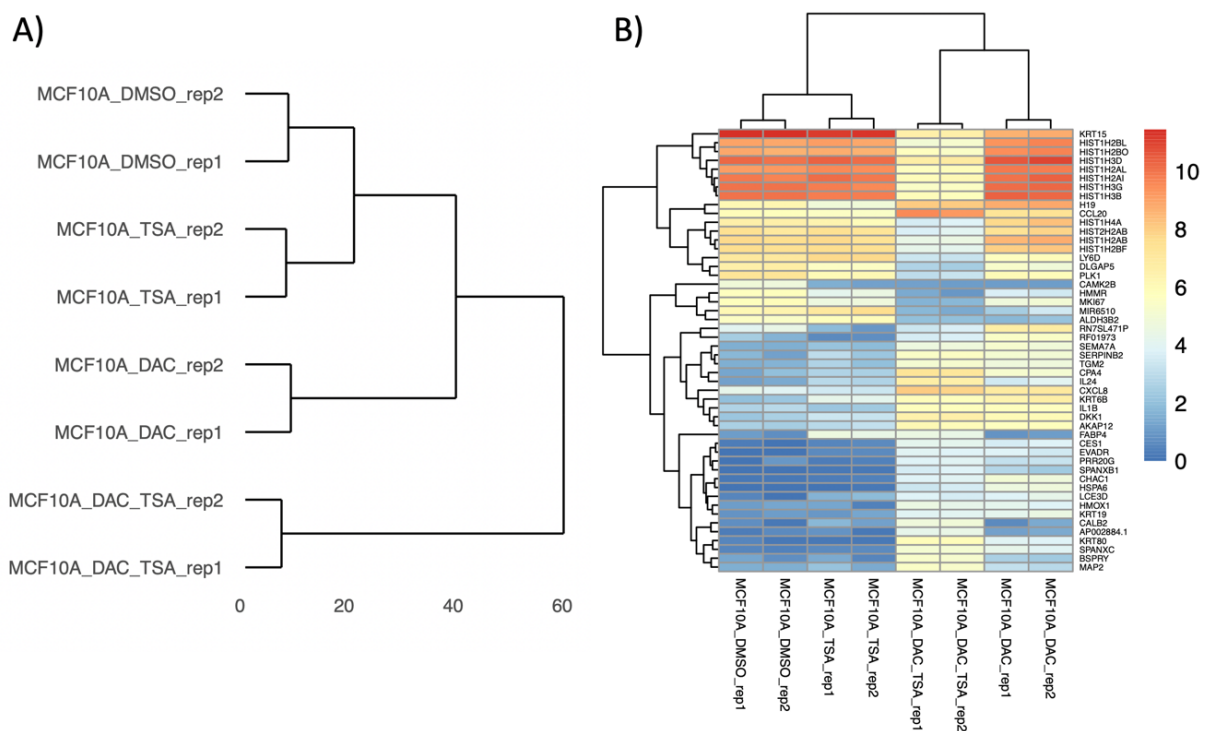 A)
MCF10A_DMSO_rep2
MCF10A_DMSO_rep1
MCF10A_TSA_rep2
MCF10A_TSA_rep1
MCF10A_DAC_rep2
MCF10A_DAC_rep1
MCF10A_DAC_TSA_rep2
MCF10A_DAC_TSA_rep1
0 20 40 60
B)
KRT15
HIST1H2BL
HIST1H2BO
HIST1H3D
HIST1H2AL
HIST1H2AI
HIST1H3G
HIST1H3B
H19
CCL20
HIST1H4A
HIST2H2AB
HIST1H2AB
HIST1H2BF
LY6D
DLGAP5
PLK1
CAMK2B
HMMR
MKI67
MIR6510
ALDH3B2
RN7SL471P
RF01973
SEMA7A
SERPINB2
TGM2
CPA4
IL24
CXCL8
KRT6B
IL1B
DKK1
AKAP12
FABP4
CES1
EVADR
PRR20G
SPANXB1
CHAC1
HSPA6
LCE3D
HMOX1
KRT19
CALB2
AP002884.1
KRT80
SPANXC
BSPRY
MAP2
10
8
6
4
2
0
MCF10A_DMSO_rep1
MCF10A_DMSO_rep2
MCF10A_TSA_rep1
MCF10A_TSA_rep2
MCF10A_DAC_TSA_rep1
MCF10A_DAC_TSA_rep2
MCF10A_DAC_rep1
MCF10A_DAC_rep2